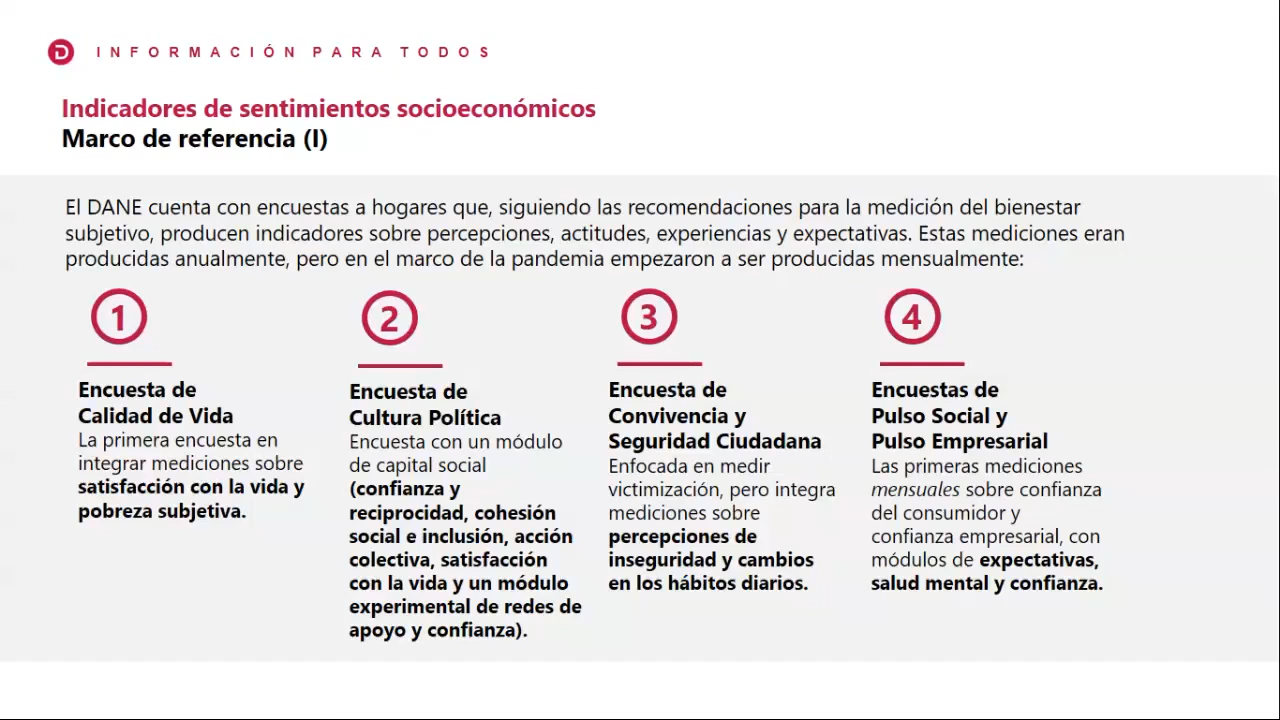 D INFORMACIÓN PARA TODOS
Indicadores de sentimientos socioeconómicos
Marco de referencia (I)
El DANE cuenta con encuestas a hogares que, siguiendo las recomendaciones para la medición del bienestar
subjetivo, producen indicadores sobre percepciones, actitudes, experiencias y expectativas. Estas mediciones eran
producidas anualmente, pero en el marco de la pandemia empezaron a ser producidas mensualmente:
1
Encuesta de
Calidad de Vida
La primera encuesta en
integrar mediciones sobre
satisfacción con la vida y
pobreza subjetiva.
2
Encuesta de
Cultura Política
Encuesta con un módulo
de capital social
(confianza y
reciprocidad, cohesión
social e inclusión, acción
colectiva, satisfacción
con la vida y un módulo
experimental de redes de
apoyo y confianza).
3
Encuesta de
Convivencia y
Seguridad Ciudadana
Enfocada en medir
victimización, pero integra
mediciones sobre
percepciones de
inseguridad y cambios
en los hábitos diarios.
4
Encuestas de
Pulso Social y
Pulso Empresarial
Las primeras mediciones
mensuales sobre confianza
del consumidor y
confianza empresarial, con
módulos de expectativas,
salud mental y confianza.